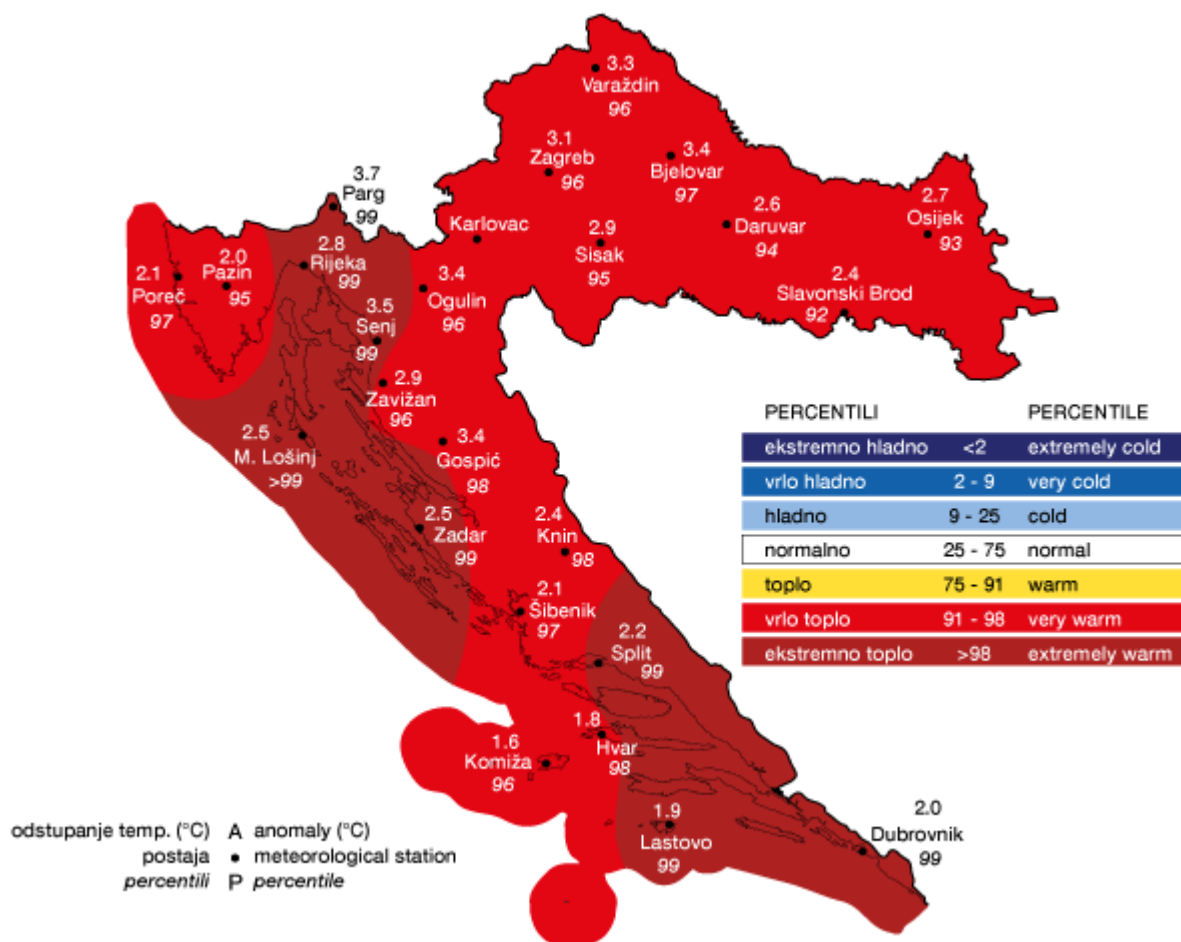 3.3
Varaždin
96
3.1
Zagreb
96
3.4
Bjelovar
97
3.7
Parg
99
2.7
Osijek
93
2.6
Daruvar
94
Karlovac
2.9
Sisak
95
2.8
Rijeka
99
2.0
Pazin
95
2.1
Poreč
97
3.4
Ogulin
96
2.4
Slavonski Brod
92
3.5
Senj
99
2.9
Zavižan
96
2.5
M. Lošinj
>99
3.4
Gospić
98
2.5
Zadar
99
2.4
Knin
98
2.1
Šibenik
97
2.2
Split
99
1.8
Hvar
98
1.6
Komiža
96
1.9
Lastovo
99
2.0
Dubrovnik
99
PERCENTILI PERCENTILE
ekstremno hladno <2 extremely cold
vrlo hladno 2 - 9 very cold
hladno 9 - 25 cold
normalno 25 - 75 normal
toplo 75 - 91 warm
vrlo toplo 91 - 98 very warm
ekstremno toplo >98 extremely warm
odstupanje temp. (°C) A anomaly (°C)
postaja • meteorological station
percentili P percentile